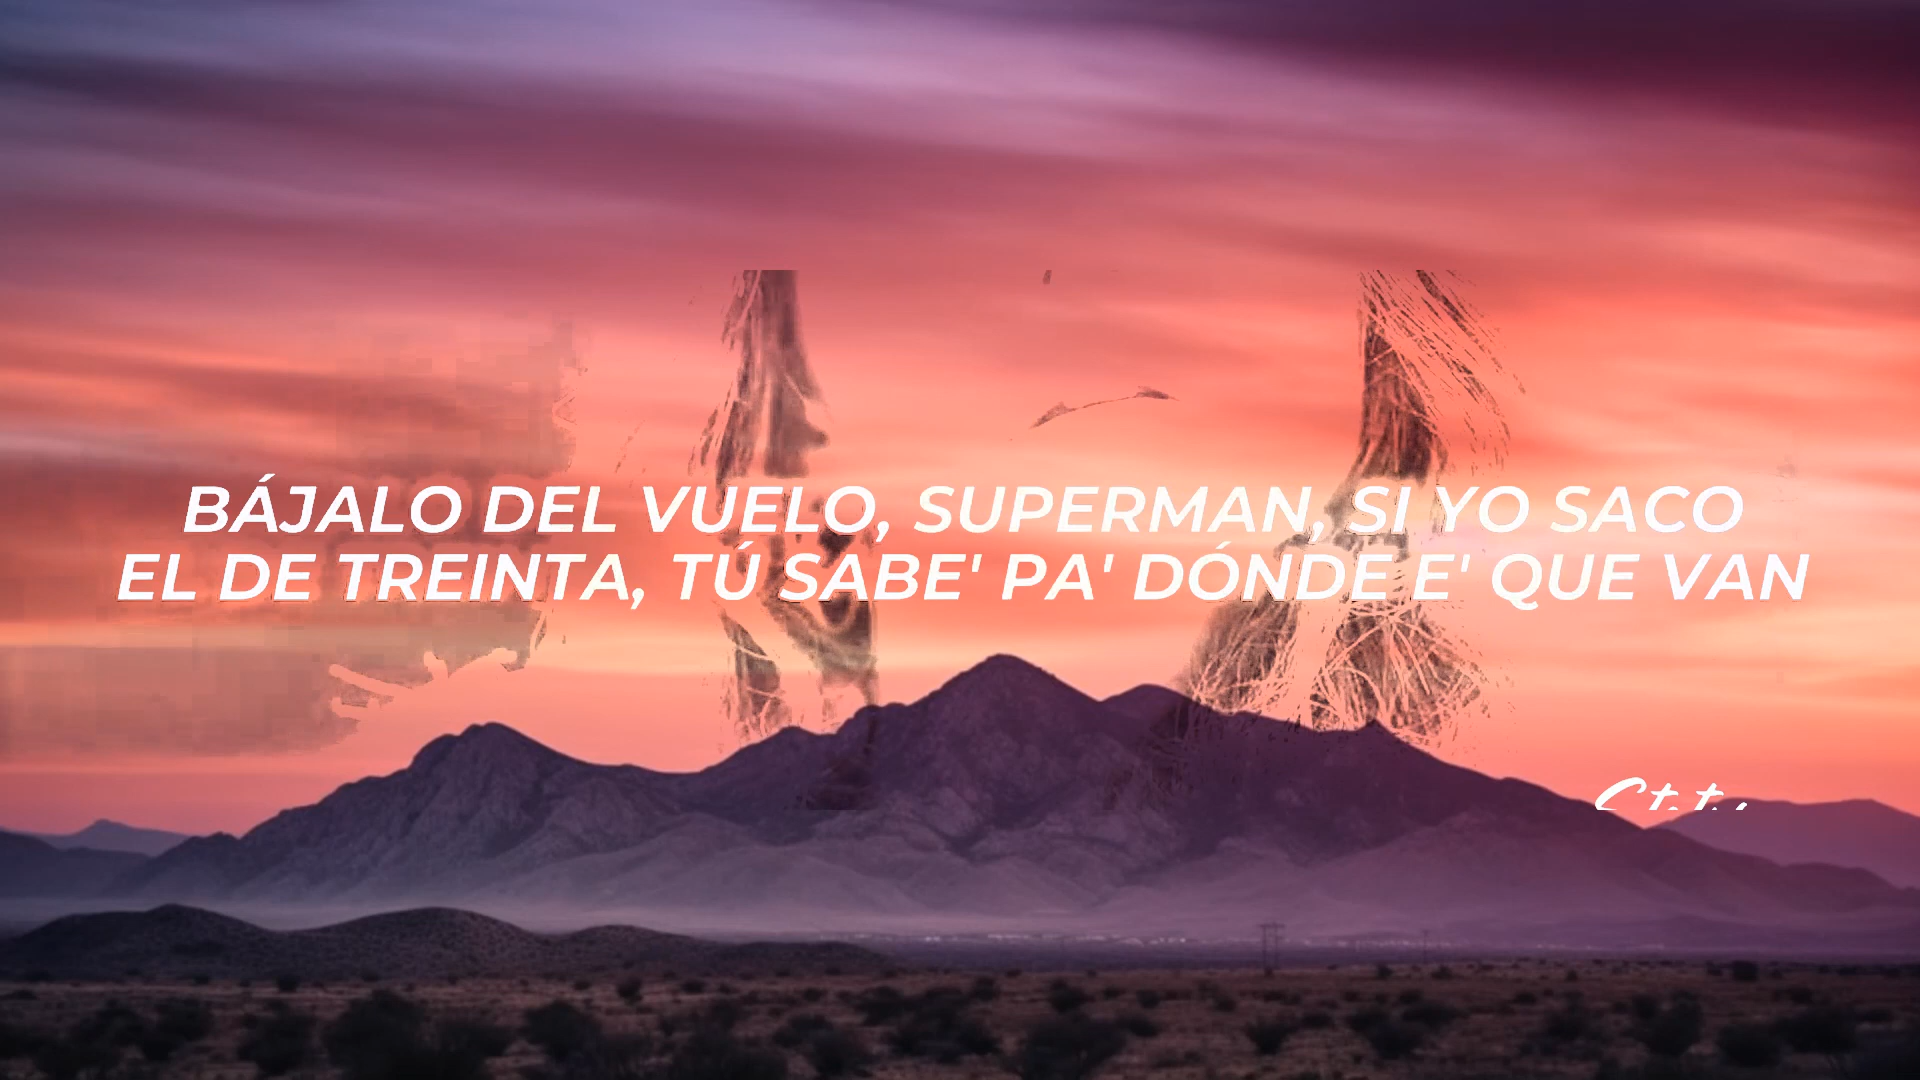 BÁJALO DEL VUELO, SUPERMAN, SI YO SACO
EL DE TREINTA, TÚ SABE' PA' DÓNDE E' QUE VAN